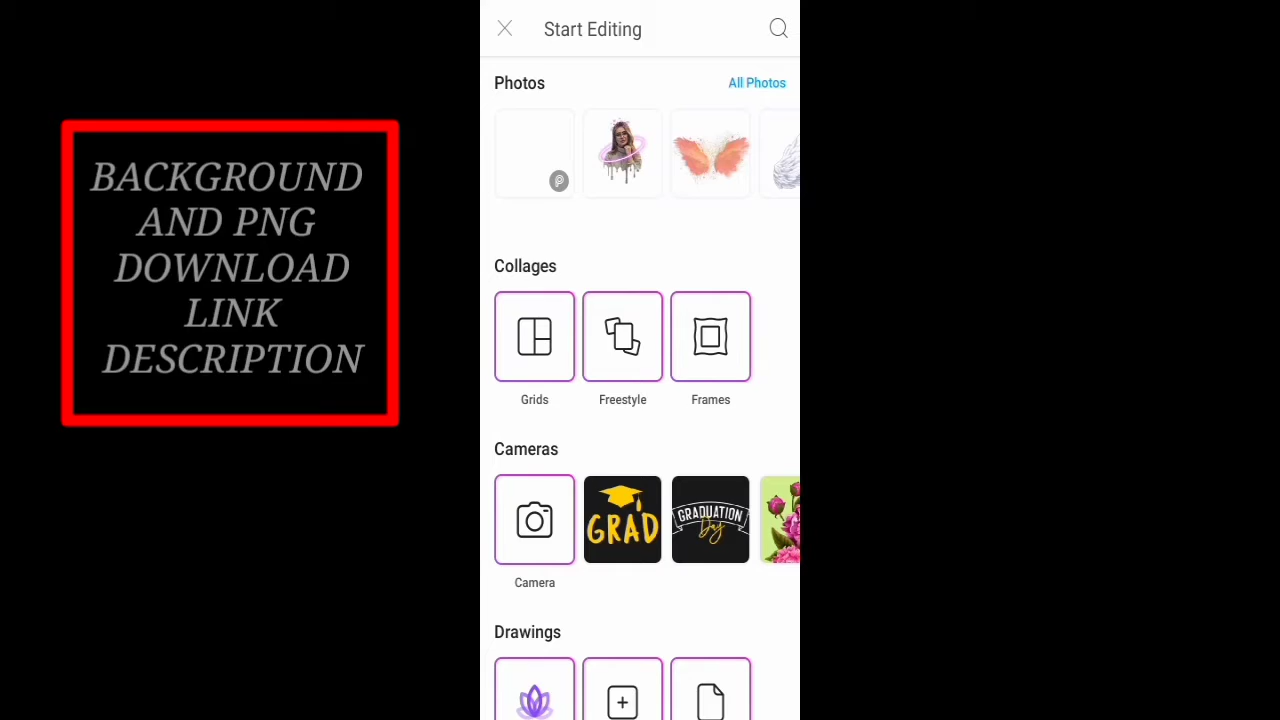 BACKGROUND
AND PNG
DOWNLOAD
LINK
DESCRIPTION
Start Editing
Photos
All Photos
Collages
Grids
Freestyle
Frames
Cameras
GRAD
GRADUATION
Day
Camera
Drawings